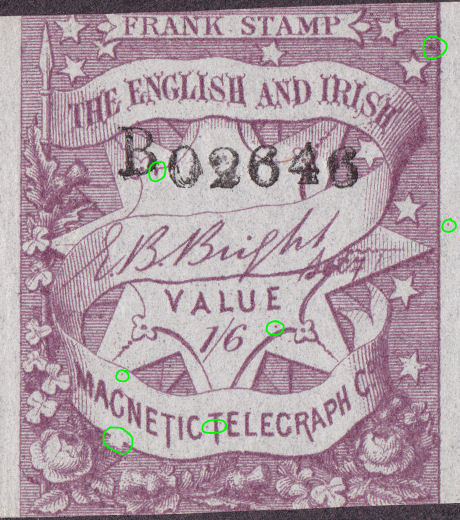 FRANK STAMP
THE ENGLISH AND IRISH
B02646
E.B. Bright
VALUE
1/6
MAGNETIC TELEGRAPH Co